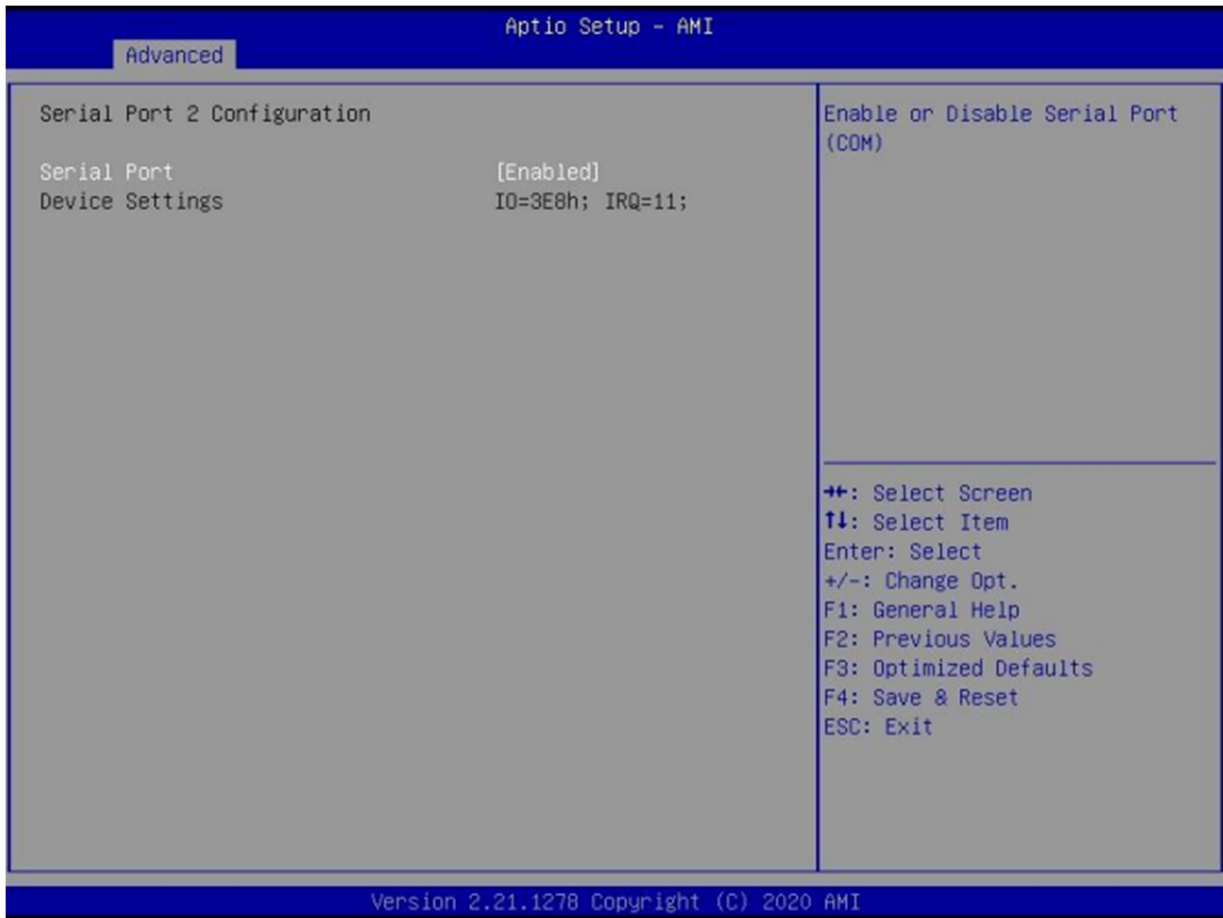 Aptio Setup – AMI
Advanced
Serial Port 2 Configuration
Serial Port [Enabled]
Device Settings IO=3E8h; IRQ=11;
Enable or Disable Serial Port
(COM)
→←: Select Screen
↑↓: Select Item
Enter: Select
+/-: Change Opt.
F1: General Help
F2: Previous Values
F3: Optimized Defaults
F4: Save & Reset
ESC: Exit
Version 2.21.1278 Copyright (C) 2020 AMI